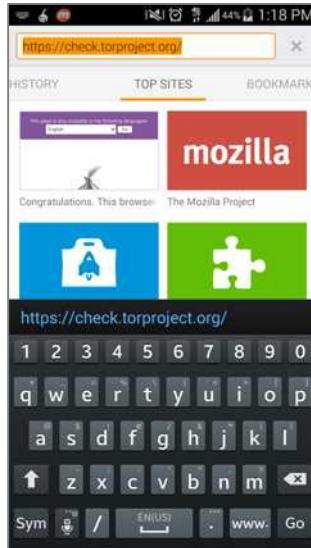 44% 1:18 PM
https://check.torproject.org/
HISTORY TOP SITES BOOKMARK
English Go
mozilla
Congratulations. This browse The Mozilla Project
https://check.torproject.org/
1 2 3 4 5 6 7 8 9 0
q w e r t y u i o p
a s d f g h j k l
z x c v b n m
Sym / EN(US) . www. Go